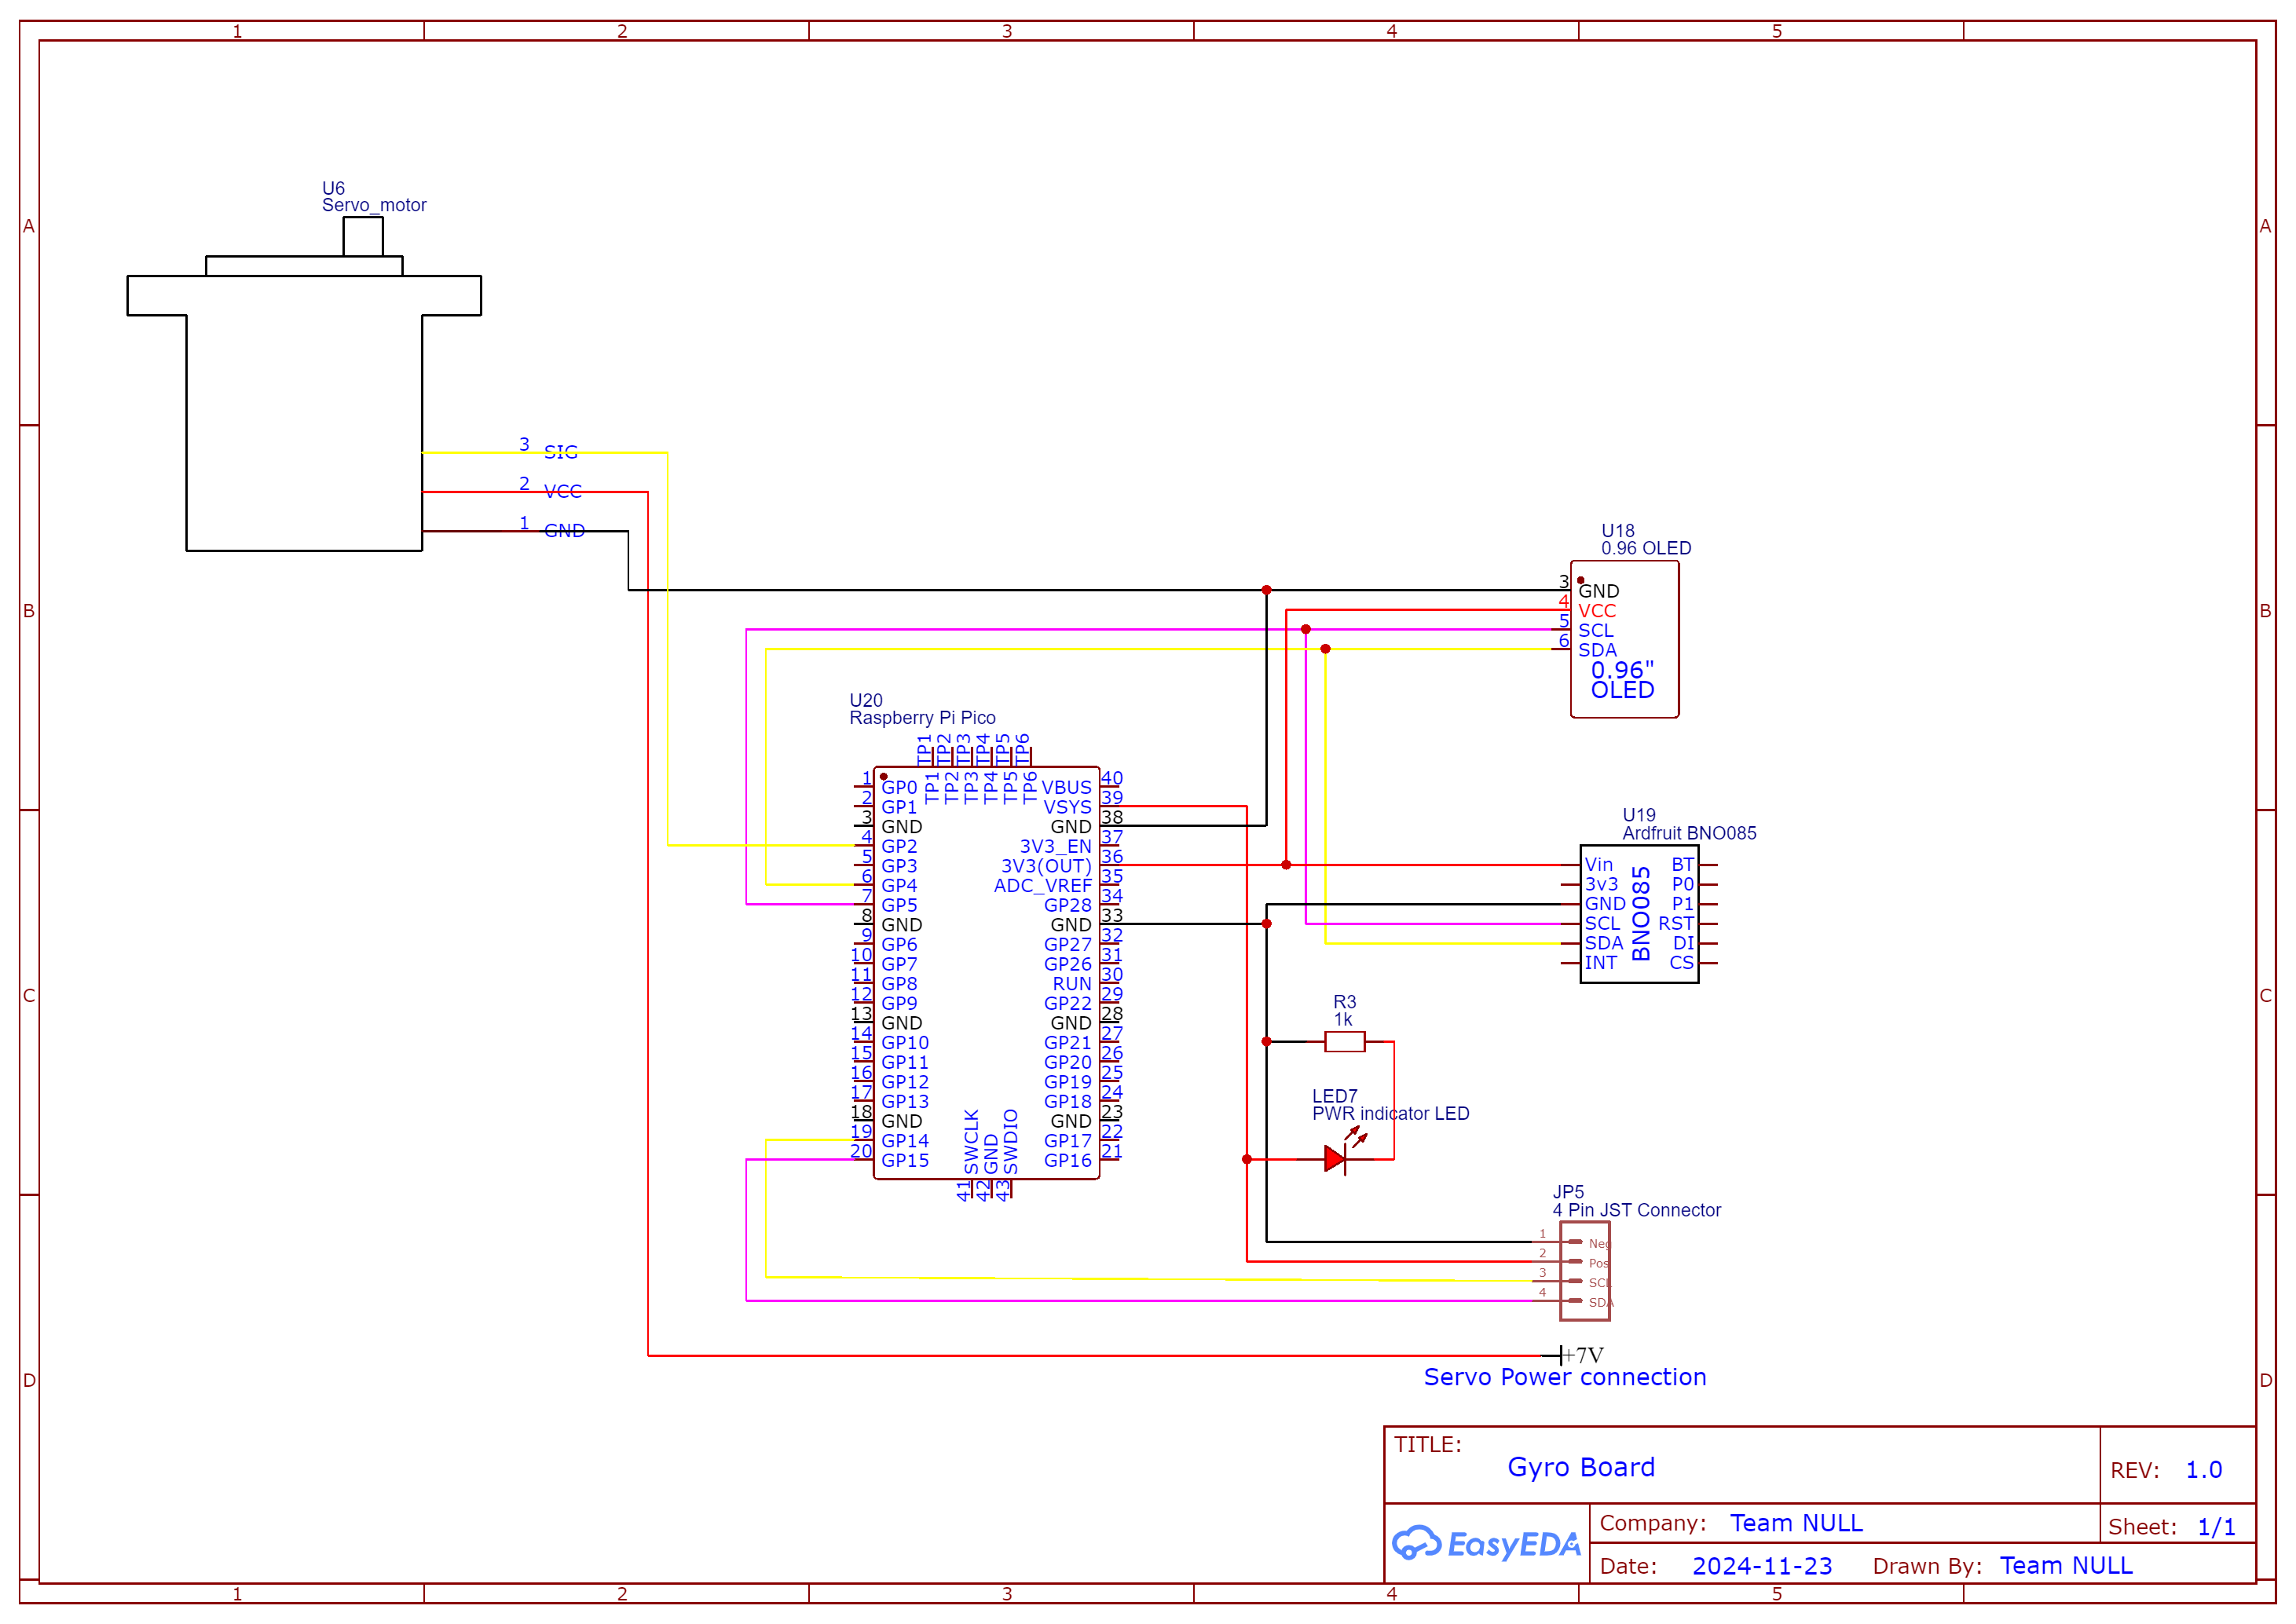 1 2 3 4 5
A A
U6
Servo_motor
3 SIG
2 VCC
1 GND
B B
U18
0.96 OLED
3 GND
4 VCC
5 SCL
6 SDA
0.96"
OLED
U20
Raspberry Pi Pico
TP1 TP2 TP3 TP4 TP5 TP6
TP1 TP2 TP3 TP4 TP5 TP6
1 GP0 VBUS 40
2 GP1 VSYS 39
3 GND GND 38
4 GP2 3V3_EN 37
5 GP3 3V3(OUT) 36
6 GP4 ADC_VREF 35
7 GP5 GP28 34
8 GND GND 33
9 GP6 GP27 32
10 GP7 GP26 31
11 GP8 RUN 30
12 GP9 GP22 29
13 GND GND 28
14 GP10 GP21 27
15 GP11 GP20 26
16 GP12 GP19 25
17 GP13 GP18 24
18 GND GND 23
19 GP14 GP17 22
20 GP15 GP16 21
SWCLK GND SWDIO
41 42 43
U19
Ardfruit BNO085
Vin BT
3v3 P0
GND P1
SCL RST
SDA DI
INT CS
BNO085
C C
R3
1k
LED7
PWR indicator LED
JP5
4 Pin JST Connector
1 Neg
2 Pos
3 SCL
4 SDA
+7V
Servo Power connection
D D
TITLE:
Gyro Board
REV: 1.0
EasyEDA
Company: Team NULL
Sheet: 1/1
Date: 2024-11-23 Drawn By: Team NULL
1 2 3 4 5